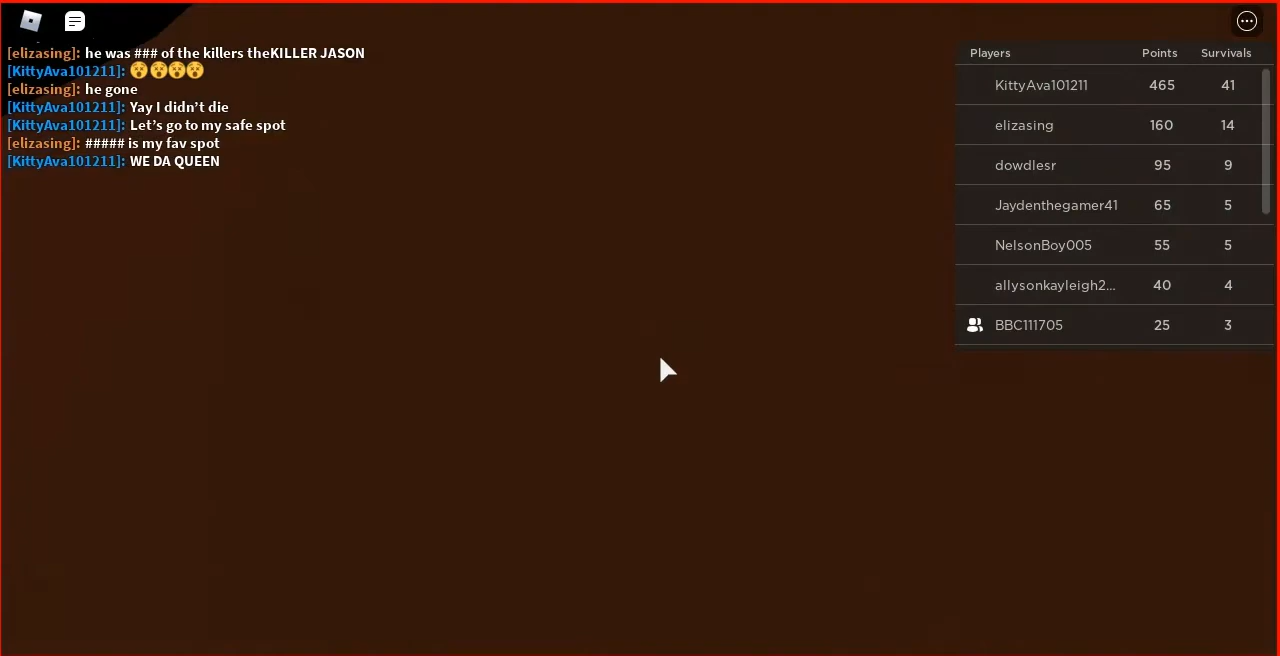 [elizasing]: he was ### of the killers theKILLER JASON
[KittyAva101211]: 😵😵😵😵
[elizasing]: he gone
[KittyAva101211]: Yay I didn't die
[KittyAva101211]: Let's go to my safe spot
[elizasing]: ##### is my fav spot
[KittyAva101211]: WE DA QUEEN
Players Points Survivals
KittyAva101211 465 41
elizasing 160 14
dowdlesr 95 9
Jaydenthegamer41 65 5
NelsonBoy005 55 5
allysonkayleigh2... 40 4
BBC111705 25 3